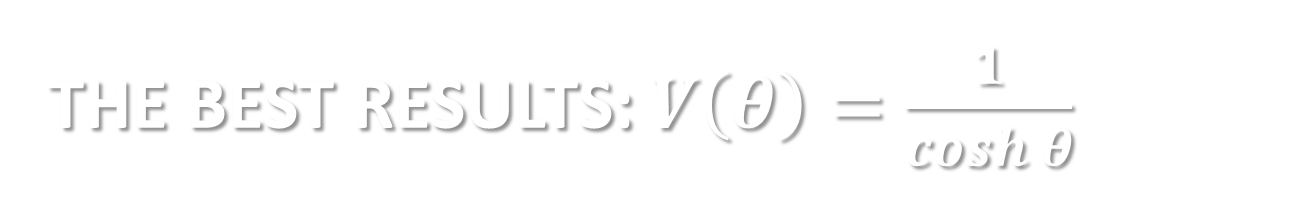 THE BEST RESULTS: V(θ) = 1/cosh θ